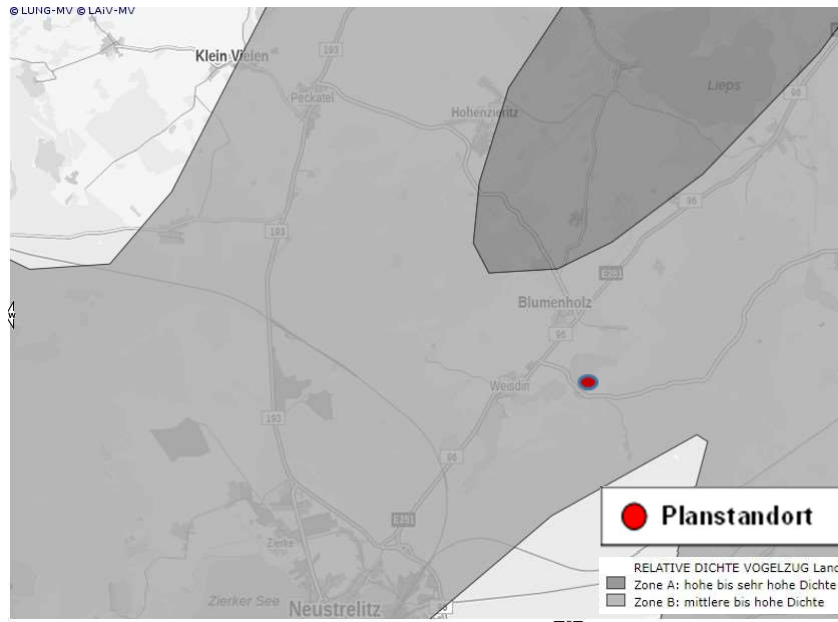 © LUNG-MV © LAiV-MV
Klein Vielen
193
Peckatel
Hohenzieritz
Lieps
96
96
193
E251
Blumenholz
96
Weisdin
193
96
E251
Zierke
Zierker See
Neustrelitz
Planstandort
RELATIVE DICHTE VOGELZUG Land
Zone A: hohe bis sehr hohe Dichte
Zone B: mittlere bis hohe Dichte